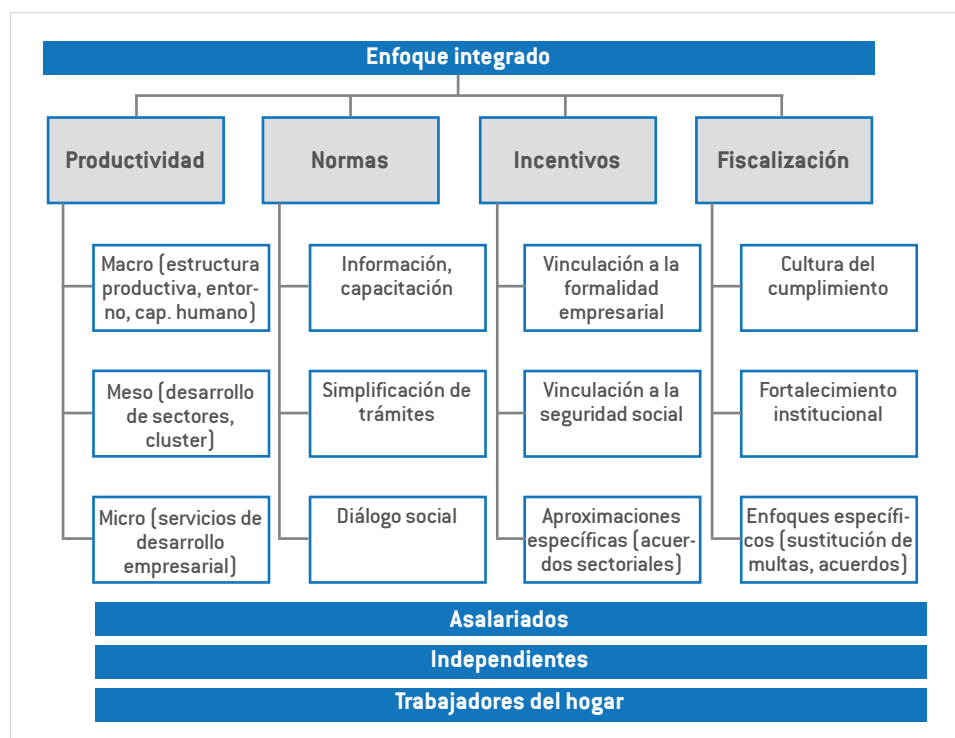 Enfoque integrado
Productividad
Normas
Incentivos
Fiscalización
Macro (estructura
productiva, entor-
no, cap. humano)
Información,
capacitación
Vinculación a la
formalidad
empresarial
Cultura del
cumplimiento
Meso (desarrollo
de sectores,
cluster)
Simplificación de
trámites
Vinculación a la
seguridad social
Fortalecimiento
institucional
Micro (servicios de
desarrollo
empresarial)
Diálogo social
Aproximaciones
específicas (acuer-
dos sectoriales)
Enfoques específi-
cos (sustitución de
multas, acuerdos)
Asalariados
Independientes
Trabajadores del hogar